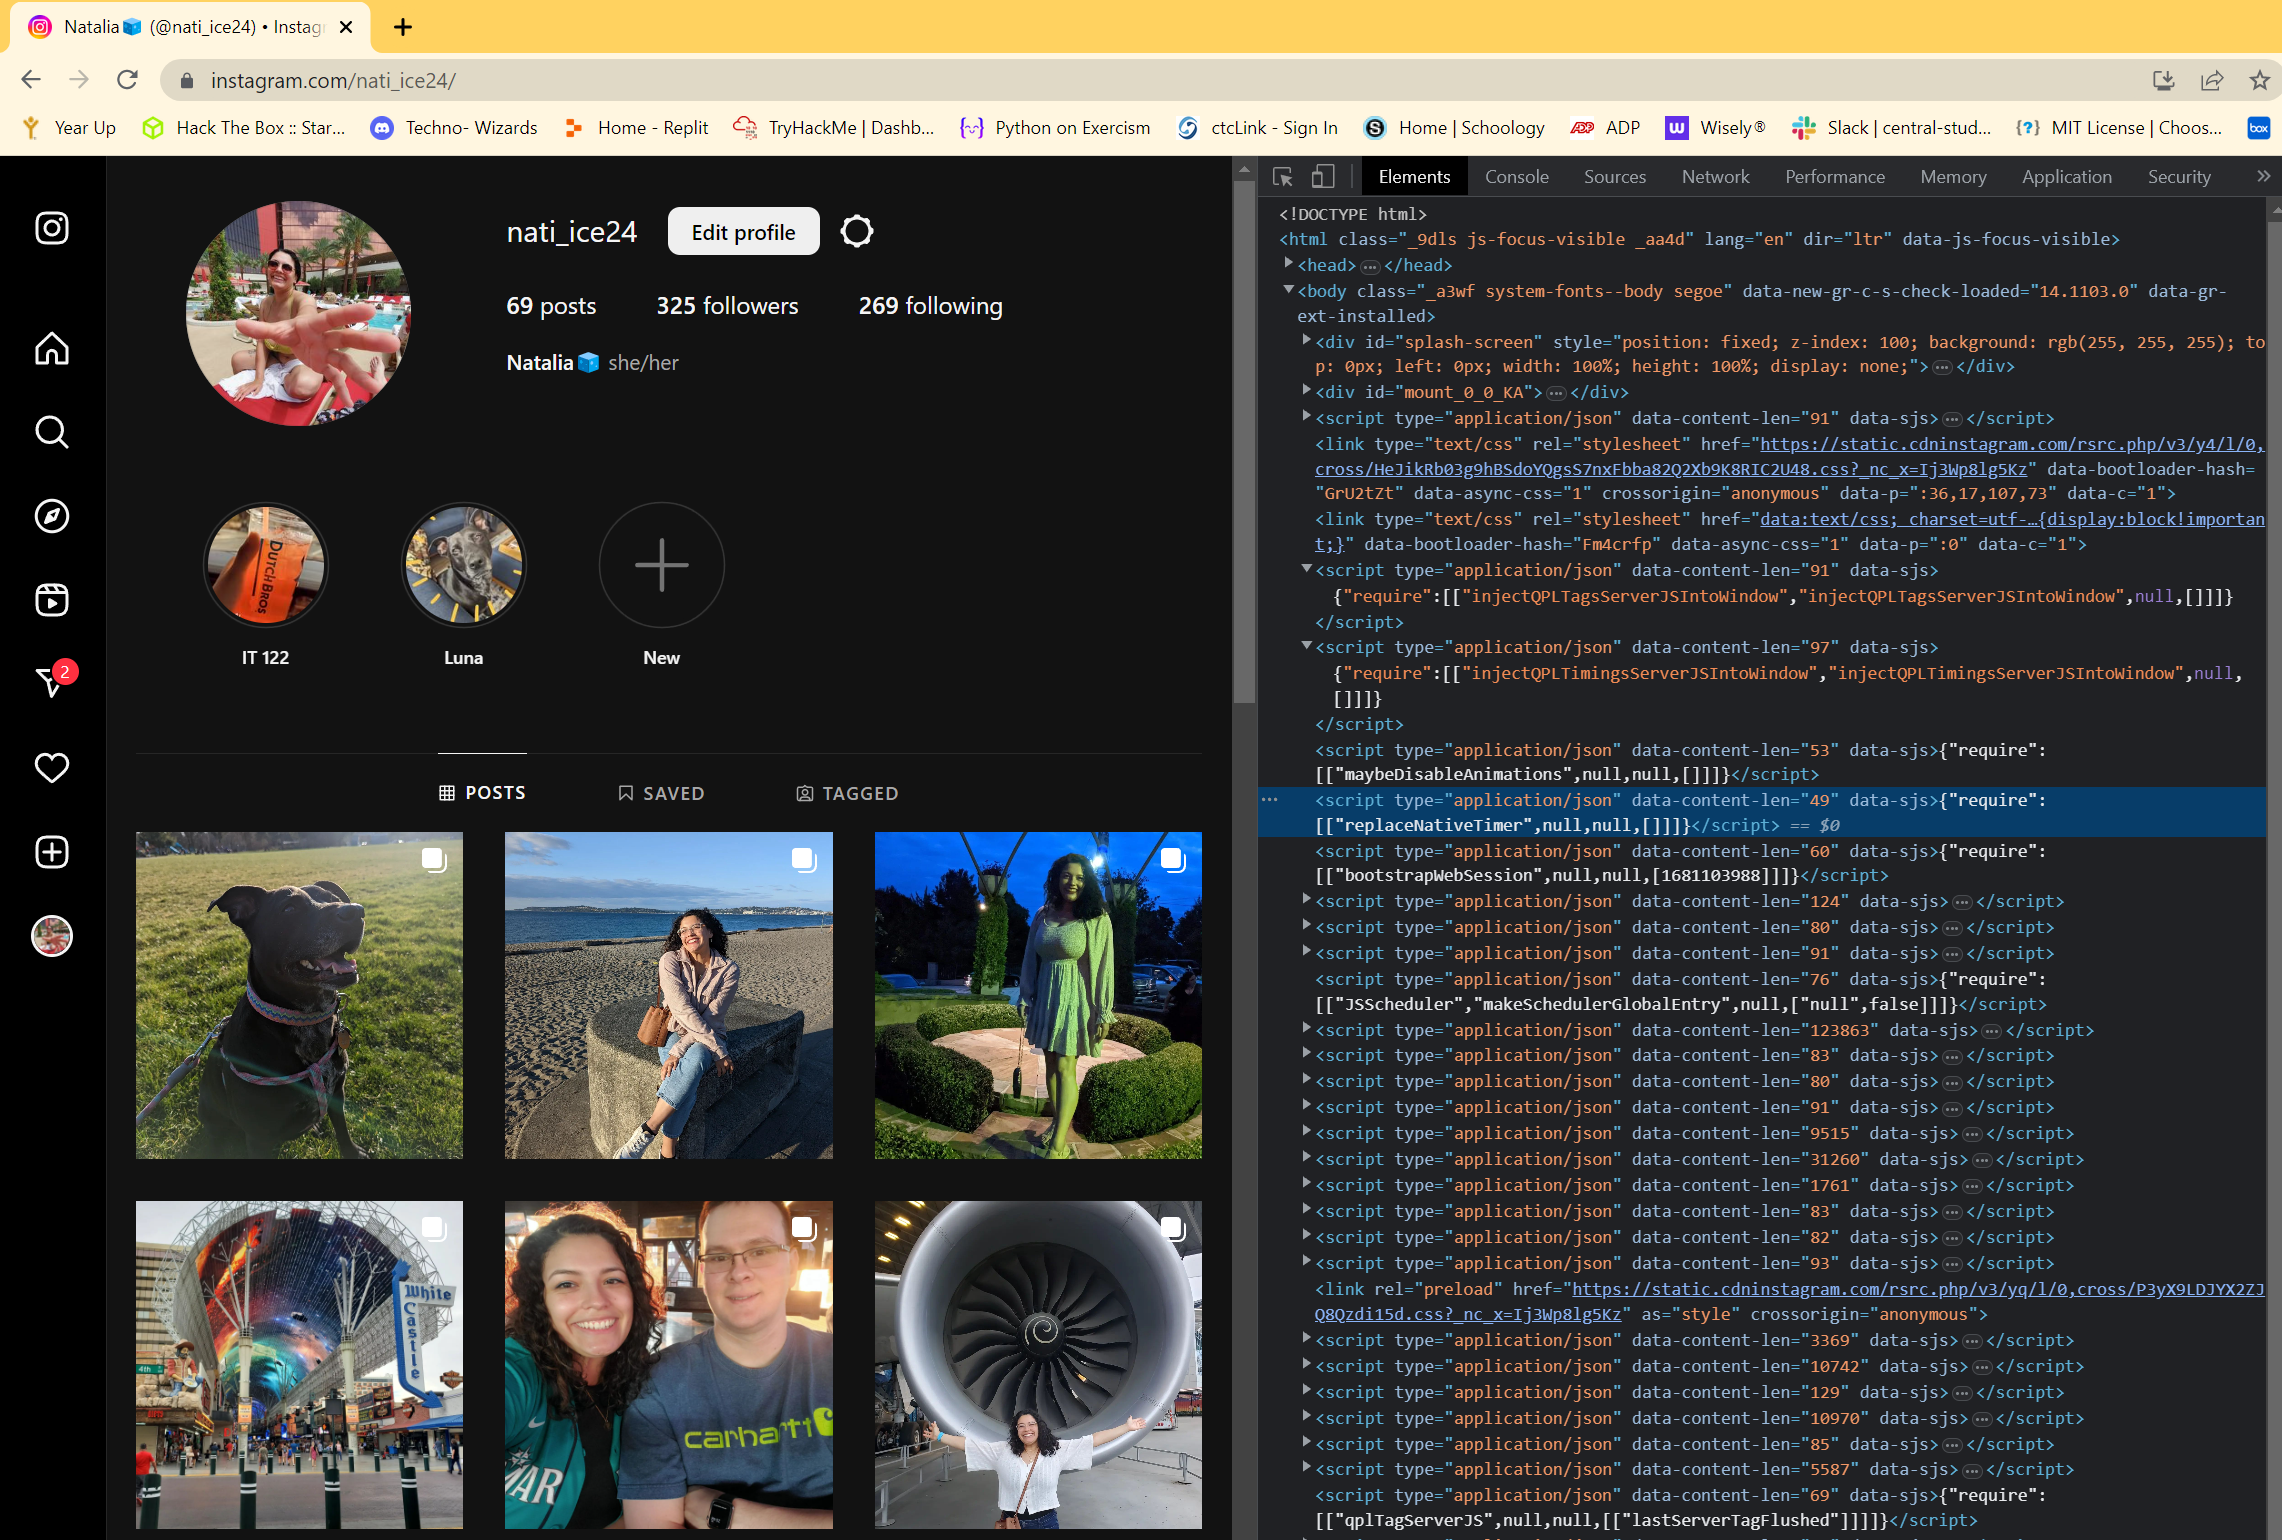 Natalia (@nati_ice24) • Instagr
instagram.com/nati_ice24/
Year Up
Hack The Box :: Star...
Techno- Wizards
Home - Replit
TryHackMe | Dashb...
Python on Exercism
ctcLink - Sign In
Home | Schoology
ADP
ADP
W
Wisely®
Slack | central-stud...
{?}
MIT License | Choos...
box
nati_ice24
Edit profile
69 posts
325 followers
269 following
Natalia she/her
DUTCH BROS
IT 122
Luna
New
2
POSTS
SAVED
TAGGED
White
Castle
4th
carhartt
MAR
Elements
Console
Sources
Network
Performance
Memory
Application
Security
»
<!DOCTYPE html>
<html class="_9dls js-focus-visible _aa4d" lang="en" dir="ltr" data-js-focus-visible>
<head>…</head>
<body class="_a3wf system-fonts--body segoe" data-new-gr-c-s-check-loaded="14.1103.0" data-gr-
ext-installed>
<div id="splash-screen" style="position: fixed; z-index: 100; background: rgb(255, 255, 255); to
p: 0px; left: 0px; width: 100%; height: 100%; display: none;">…</div>
<div id="mount_0_0_KA">…</div>
<script type="application/json" data-content-len="91" data-sjs>…</script>
<link type="text/css" rel="stylesheet" href="https://static.cdninstagram.com/rsrc.php/v3/y4/l/0,
cross/HeJikRb03g9hBSdoYQgsS7nxFbba82Q2Xb9K8RIC2U48.css?_nc_x=Ij3Wp8lg5Kz" data-bootloader-hash=
"GrU2tZt" data-async-css="1" crossorigin="anonymous" data-p=":36,17,107,73" data-c="1">
<link type="text/css" rel="stylesheet" href="data:text/css; charset=utf-…{display:block!importan
t;}" data-bootloader-hash="Fm4crfp" data-async-css="1" data-p=":0" data-c="1">
<script type="application/json" data-content-len="91" data-sjs>
{"require":[["injectQPLTagsServerJSIntoWindow","injectQPLTagsServerJSIntoWindow",null,[]]]}
</script>
<script type="application/json" data-content-len="97" data-sjs>
{"require":[["injectQPLTimingsServerJSIntoWindow","injectQPLTimingsServerJSIntoWindow",null,
[]]]}
</script>
<script type="application/json" data-content-len="53" data-sjs>{"require":
[["maybeDisableAnimations",null,null,[]]]}</script>
<script type="application/json" data-content-len="49" data-sjs>{"require":
[["replaceNativeTimer",null,null,[]]]}</script> == $0
<script type="application/json" data-content-len="60" data-sjs>{"require":
[["bootstrapWebSession",null,null,[1681103988]]]}</script>
<script type="application/json" data-content-len="124" data-sjs>…</script>
<script type="application/json" data-content-len="80" data-sjs>…</script>
<script type="application/json" data-content-len="91" data-sjs>…</script>
<script type="application/json" data-content-len="76" data-sjs>{"require":
[["JSScheduler","makeSchedulerGlobalEntry",null,["null",false]]]}</script>
<script type="application/json" data-content-len="123863" data-sjs>…</script>
<script type="application/json" data-content-len="83" data-sjs>…</script>
<script type="application/json" data-content-len="80" data-sjs>…</script>
<script type="application/json" data-content-len="91" data-sjs>…</script>
<script type="application/json" data-content-len="9515" data-sjs>…</script>
<script type="application/json" data-content-len="31260" data-sjs>…</script>
<script type="application/json" data-content-len="1761" data-sjs>…</script>
<script type="application/json" data-content-len="83" data-sjs>…</script>
<script type="application/json" data-content-len="82" data-sjs>…</script>
<script type="application/json" data-content-len="93" data-sjs>…</script>
<link rel="preload" href="https://static.cdninstagram.com/rsrc.php/v3/yq/l/0,cross/P3yX9LDJYX2ZJ
Q8Qzdi15d.css?_nc_x=Ij3Wp8lg5Kz" as="style" crossorigin="anonymous">
<script type="application/json" data-content-len="3369" data-sjs>…</script>
<script type="application/json" data-content-len="10742" data-sjs>…</script>
<script type="application/json" data-content-len="129" data-sjs>…</script>
<script type="application/json" data-content-len="10970" data-sjs>…</script>
<script type="application/json" data-content-len="85" data-sjs>…</script>
<script type="application/json" data-content-len="5587" data-sjs>…</script>
<script type="application/json" data-content-len="69" data-sjs>{"require":
[["qplTagServerJS",null,null,[["lastServerTagFlushed"]]]]}</script>